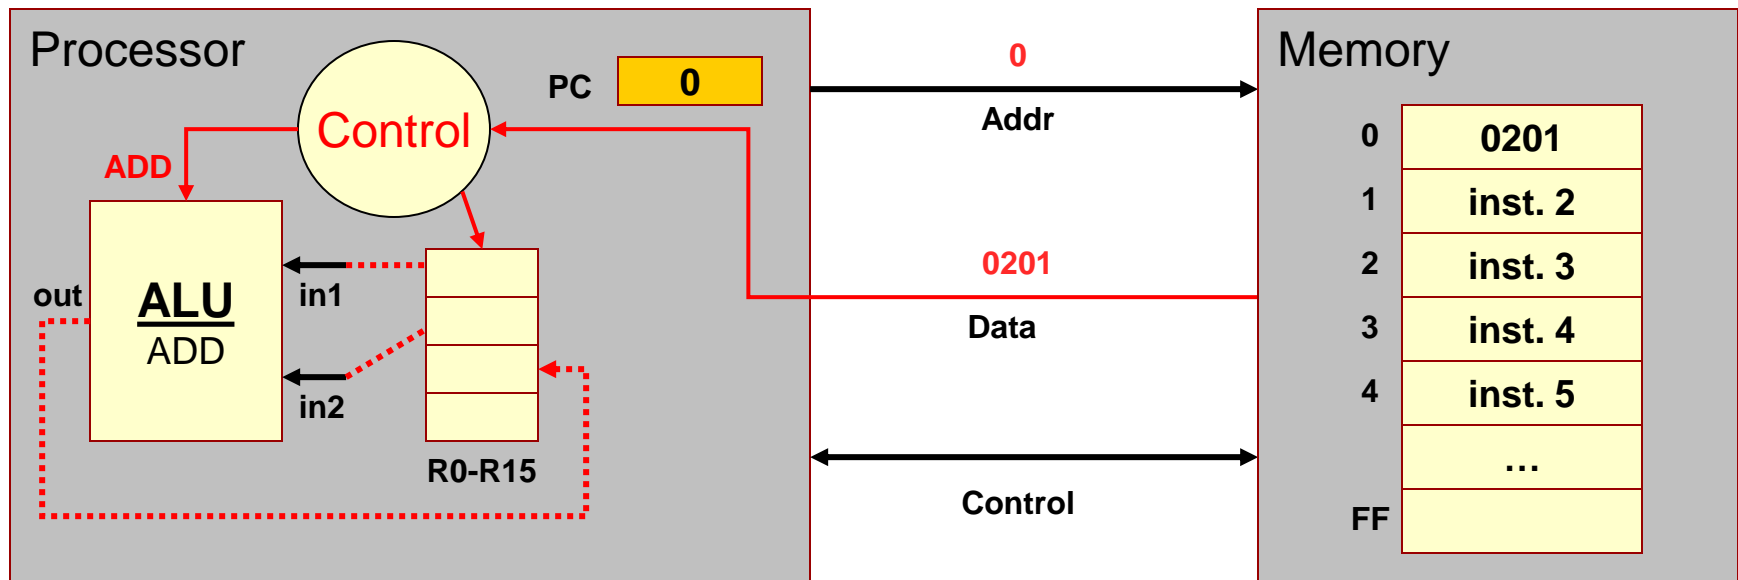 Processor
Control
PC
0
ADD
out
ALU
ADD
in1
in2
R0-R15
0
Addr
0201
Data
Control
Memory
0 0201
1 inst. 2
2 inst. 3
3 inst. 4
4 inst. 5
…
FF